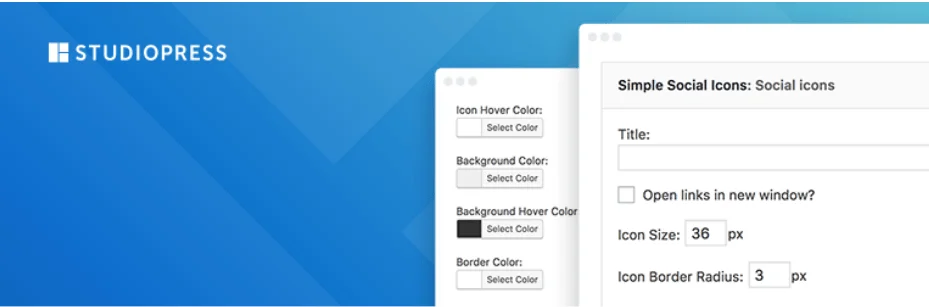 STUDIOPRESS
Icon Hover Color:
Select Color
Background Color:
Select Color
Background Hover Color
Select Color
Border Color:
Select Color
Simple Social Icons: Social icons
Title:
Open links in new window?
Icon Size: 36 px
Icon Border Radius: 3 px